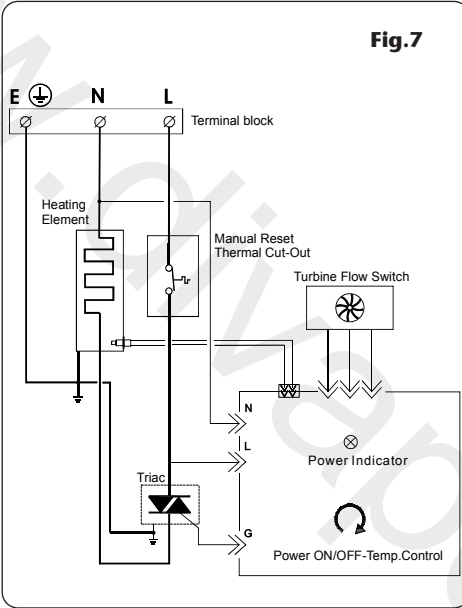 Fig.7
E N L
Terminal block
Heating
Element
Manual Reset
Thermal Cut-Out
Turbine Flow Switch
N
L
Power Indicator
Triac
G
Power ON/OFF-Temp.Control